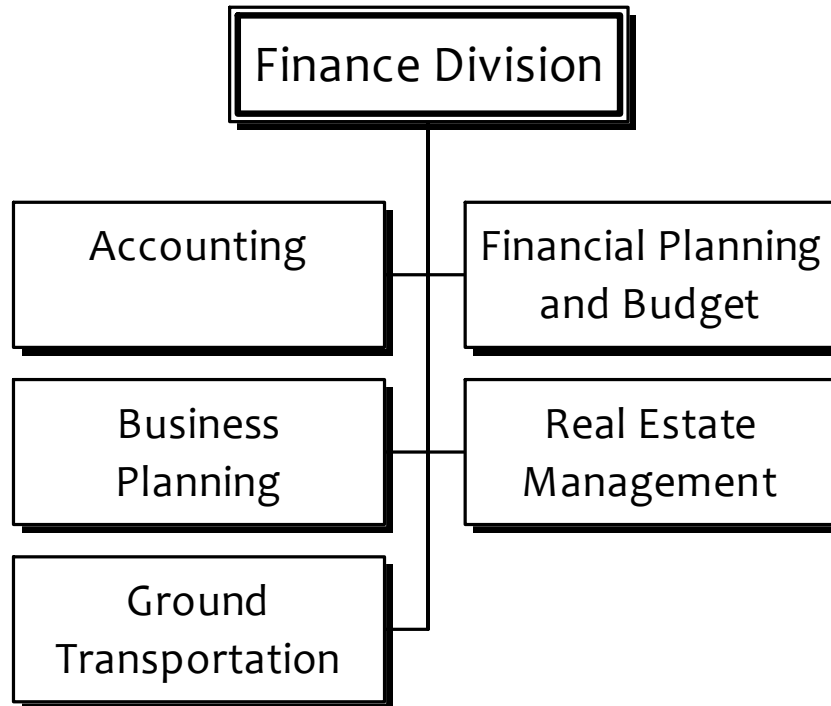 Finance Division
Accounting
Financial Planning
and Budget
Business
Planning
Real Estate
Management
Ground
Transportation